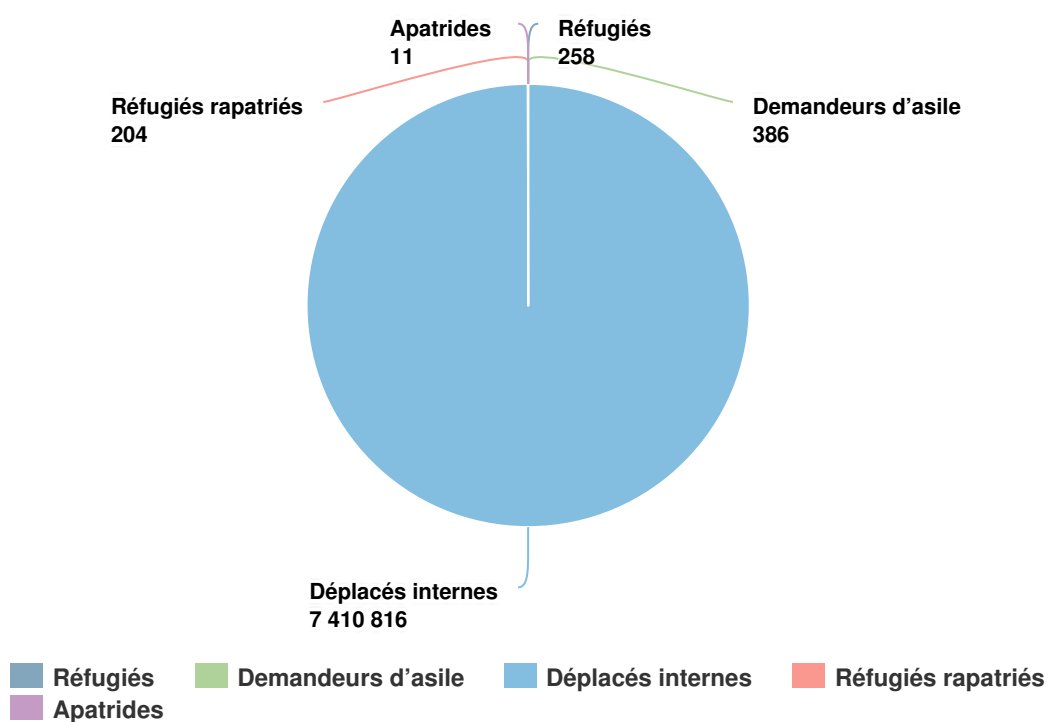 Apatrides
11
Réfugiés
258
Réfugiés rapatriés
204
Demandeurs d'asile
386
Déplacés internes
7 410 816
Réfugiés
Demandeurs d'asile
Déplacés internes
Réfugiés rapatriés
Apatrides